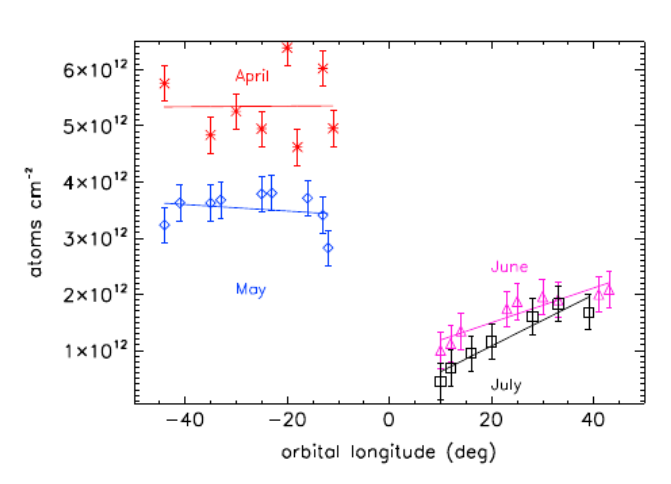 6×10¹²
April
5×10¹²
4×10¹²
atoms cm⁻²
3×10¹²
June
May
2×10¹²
1×10¹²
July
−40 −20 0 20 40
orbital longitude (deg)